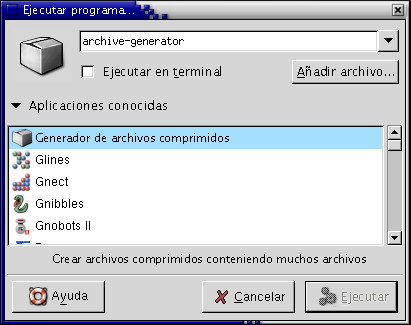 Ejecutar programa...
archive-generator
Ejecutar en terminal
Añadir archivo...
Aplicaciones conocidas
Generador de archivos comprimidos
Glines
Gnect
Gnibbles
Gnobots II
Crear archivos comprimidos conteniendo muchos archivos
Ayuda
Cancelar
Ejecutar